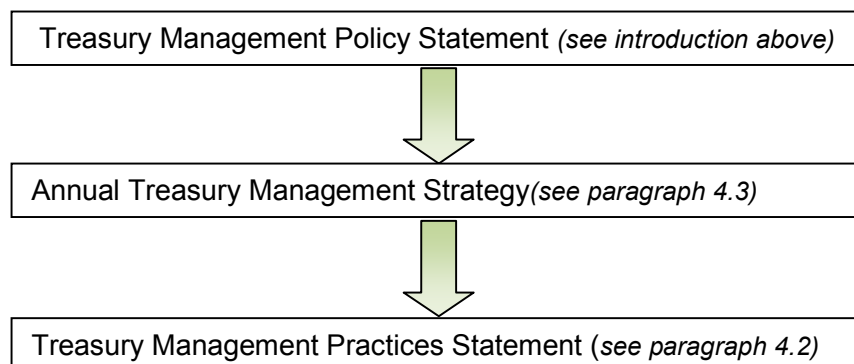 Treasury Management Policy Statement (see introduction above)
Annual Treasury Management Strategy(see paragraph 4.3)
Treasury Management Practices Statement (see paragraph 4.2)